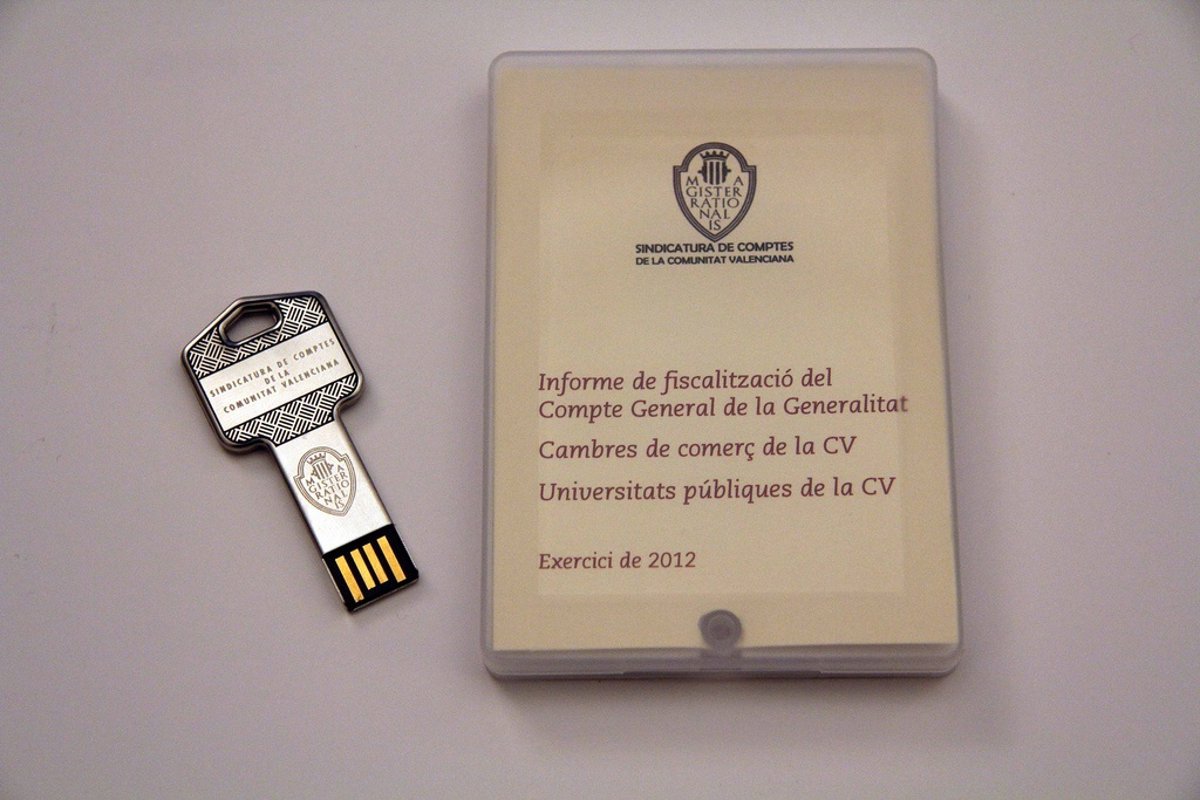 SINDICATURA DE COMPTES
DE LA
COMUNITAT VALENCIANA
M A
GISTER
RATIO
NAL
IS
M A
GISTER
RATIO
NAL
IS
SINDICATURA DE COMPTES
DE LA COMUNITAT VALENCIANA
Informe de fiscalització del
Compte General de la Generalitat
Cambres de comerç de la CV
Universitats públiques de la CV
Exercici de 2012